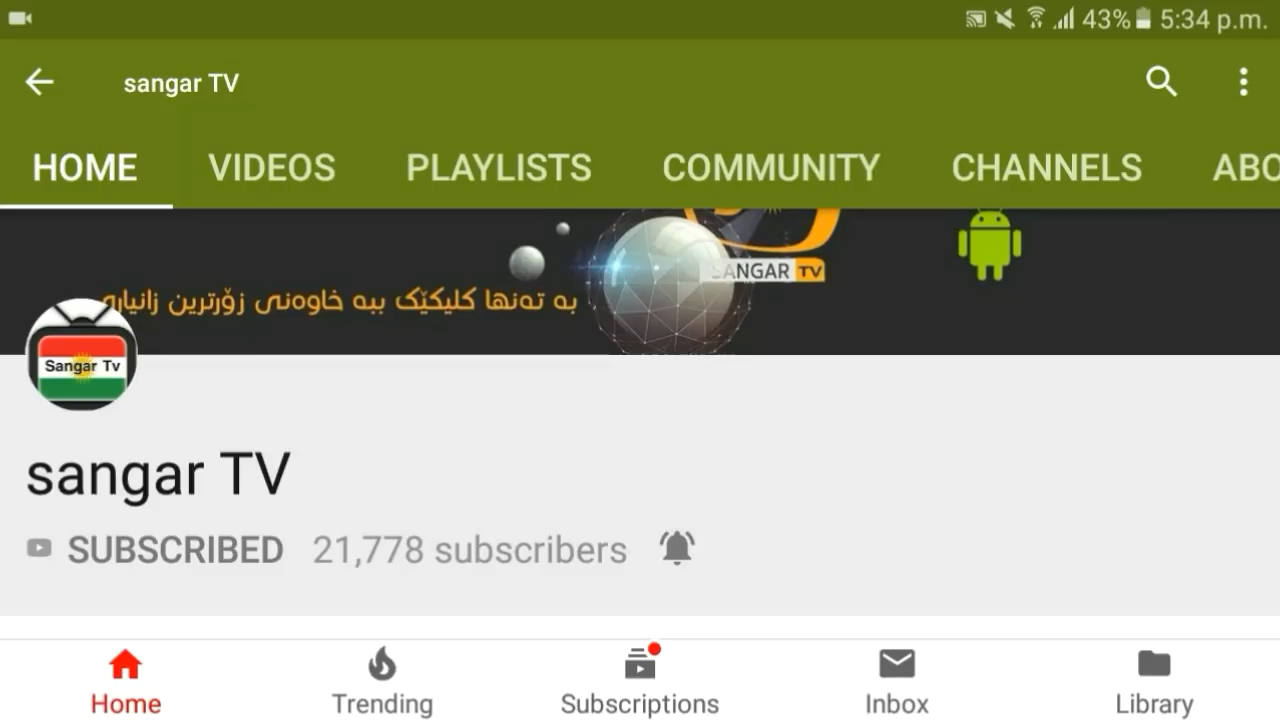 43% 5:34 p.m.
sangar TV
HOME VIDEOS PLAYLISTS COMMUNITY CHANNELS ABO
SANGAR TV
بە تەنها کلیکێک ببە خاوەنی زۆرترین زانیاری
Sangar Tv
sangar TV
SUBSCRIBED 21,778 subscribers
Home Trending Subscriptions Inbox Library